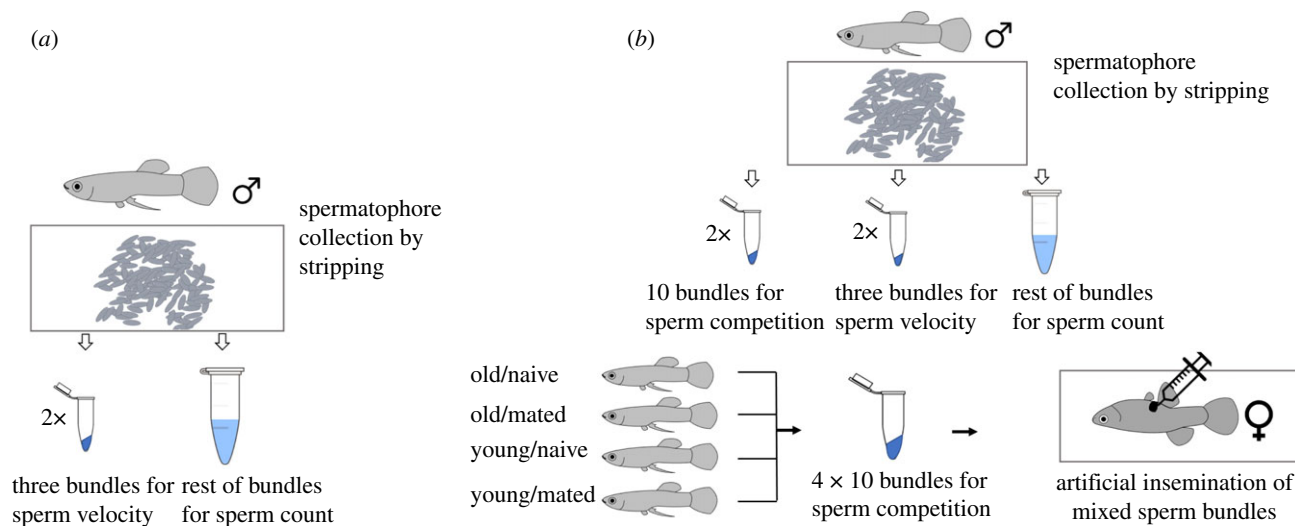 (a)
spermatophore
collection by
stripping
2×
three bundles for
sperm velocity
rest of bundles
for sperm count
(b)
spermatophore
collection by stripping
2×
2×
10 bundles for
sperm competition
three bundles for
sperm velocity
rest of bundles
for sperm count
old/naive
old/mated
young/naive
young/mated
4 × 10 bundles for
sperm competition
artificial insemination of
mixed sperm bundles